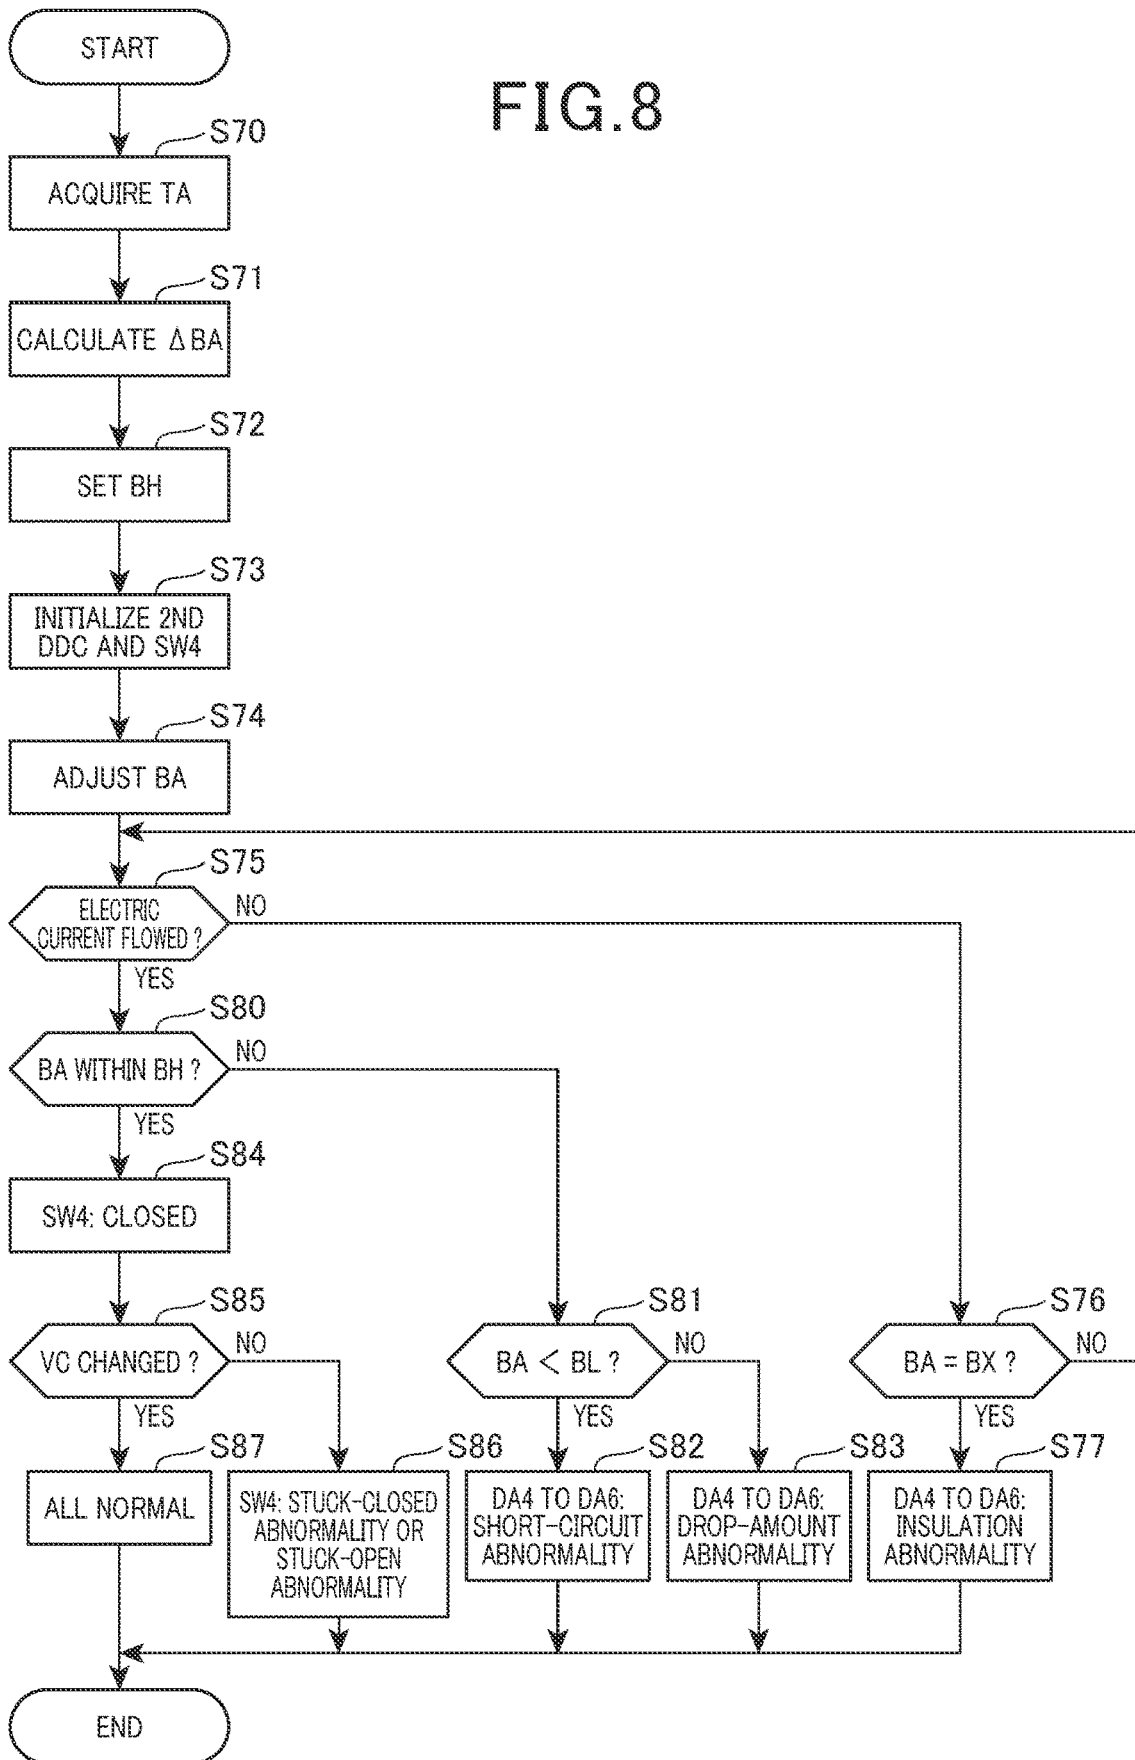 START
FIG.8
S70
ACQUIRE TA
S71
CALCULATE Δ BA
S72
SET BH
S73
INITIALIZE 2ND
DDC AND SW4
S74
ADJUST BA
S75
ELECTRIC
CURRENT FLOWED ?
NO
YES
S80
BA WITHIN BH ?
NO
YES
S84
SW4: CLOSED
S85
VC CHANGED ?
NO
YES
S81
BA < BL ?
NO
YES
S76
BA = BX ?
NO
YES
S87
ALL NORMAL
S86
SW4: STUCK-CLOSED
ABNORMALITY OR
STUCK-OPEN
ABNORMALITY
S82
DA4 TO DA6:
SHORT-CIRCUIT
ABNORMALITY
S83
DA4 TO DA6:
DROP-AMOUNT
ABNORMALITY
S77
DA4 TO DA6:
INSULATION
ABNORMALITY
END